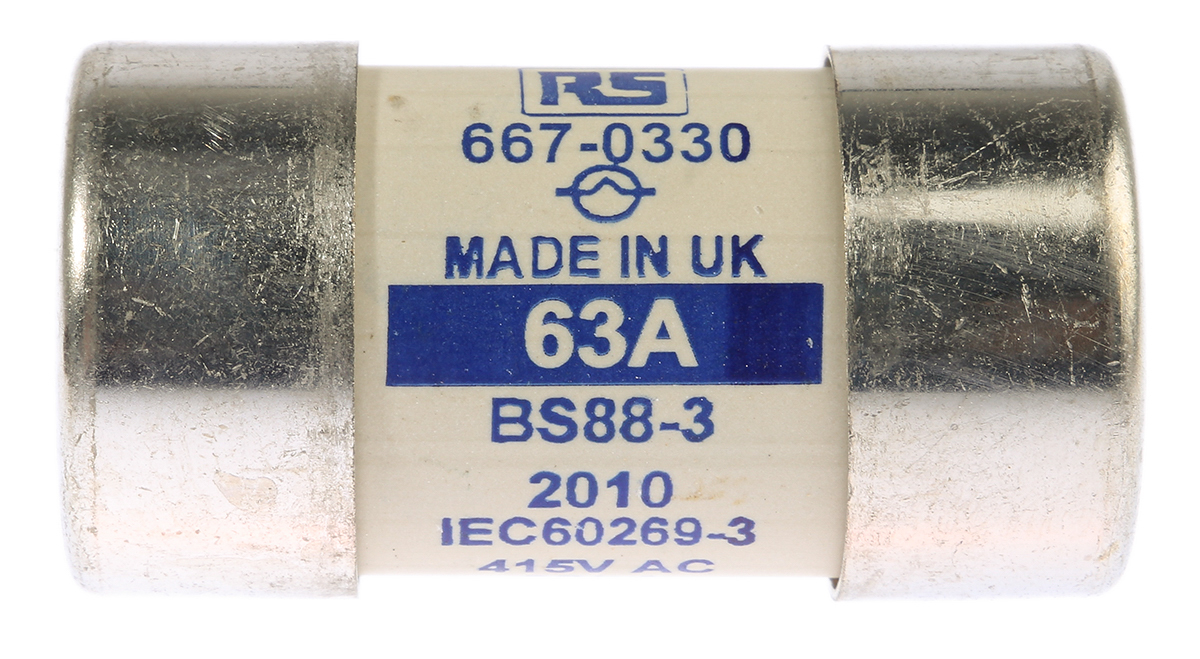 RS
667-0330
MADE IN UK
63A
BS88-3
2010
IEC60269-3
415V AC